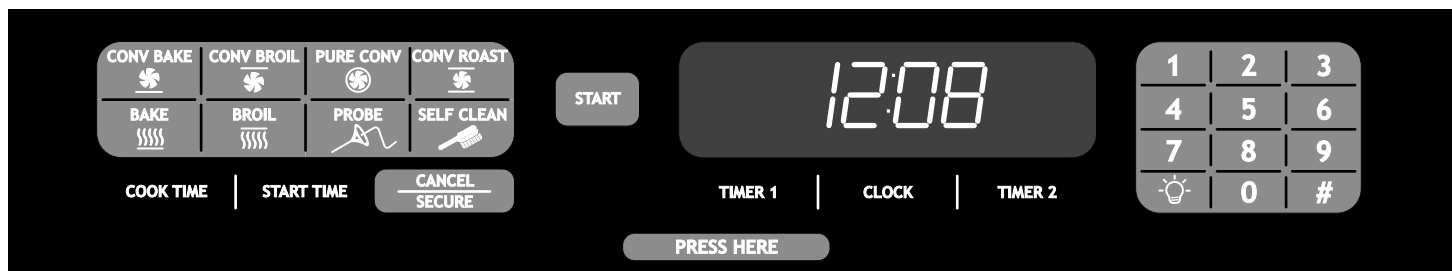 CONV BAKE CONV BROIL PURE CONV CONV ROAST
BAKE BROIL PROBE SELF CLEAN
COOK TIME START TIME CANCEL
SECURE
START
12:08
TIMER 1 CLOCK TIMER 2
PRESS HERE
1 2 3
4 5 6
7 8 9
0 #